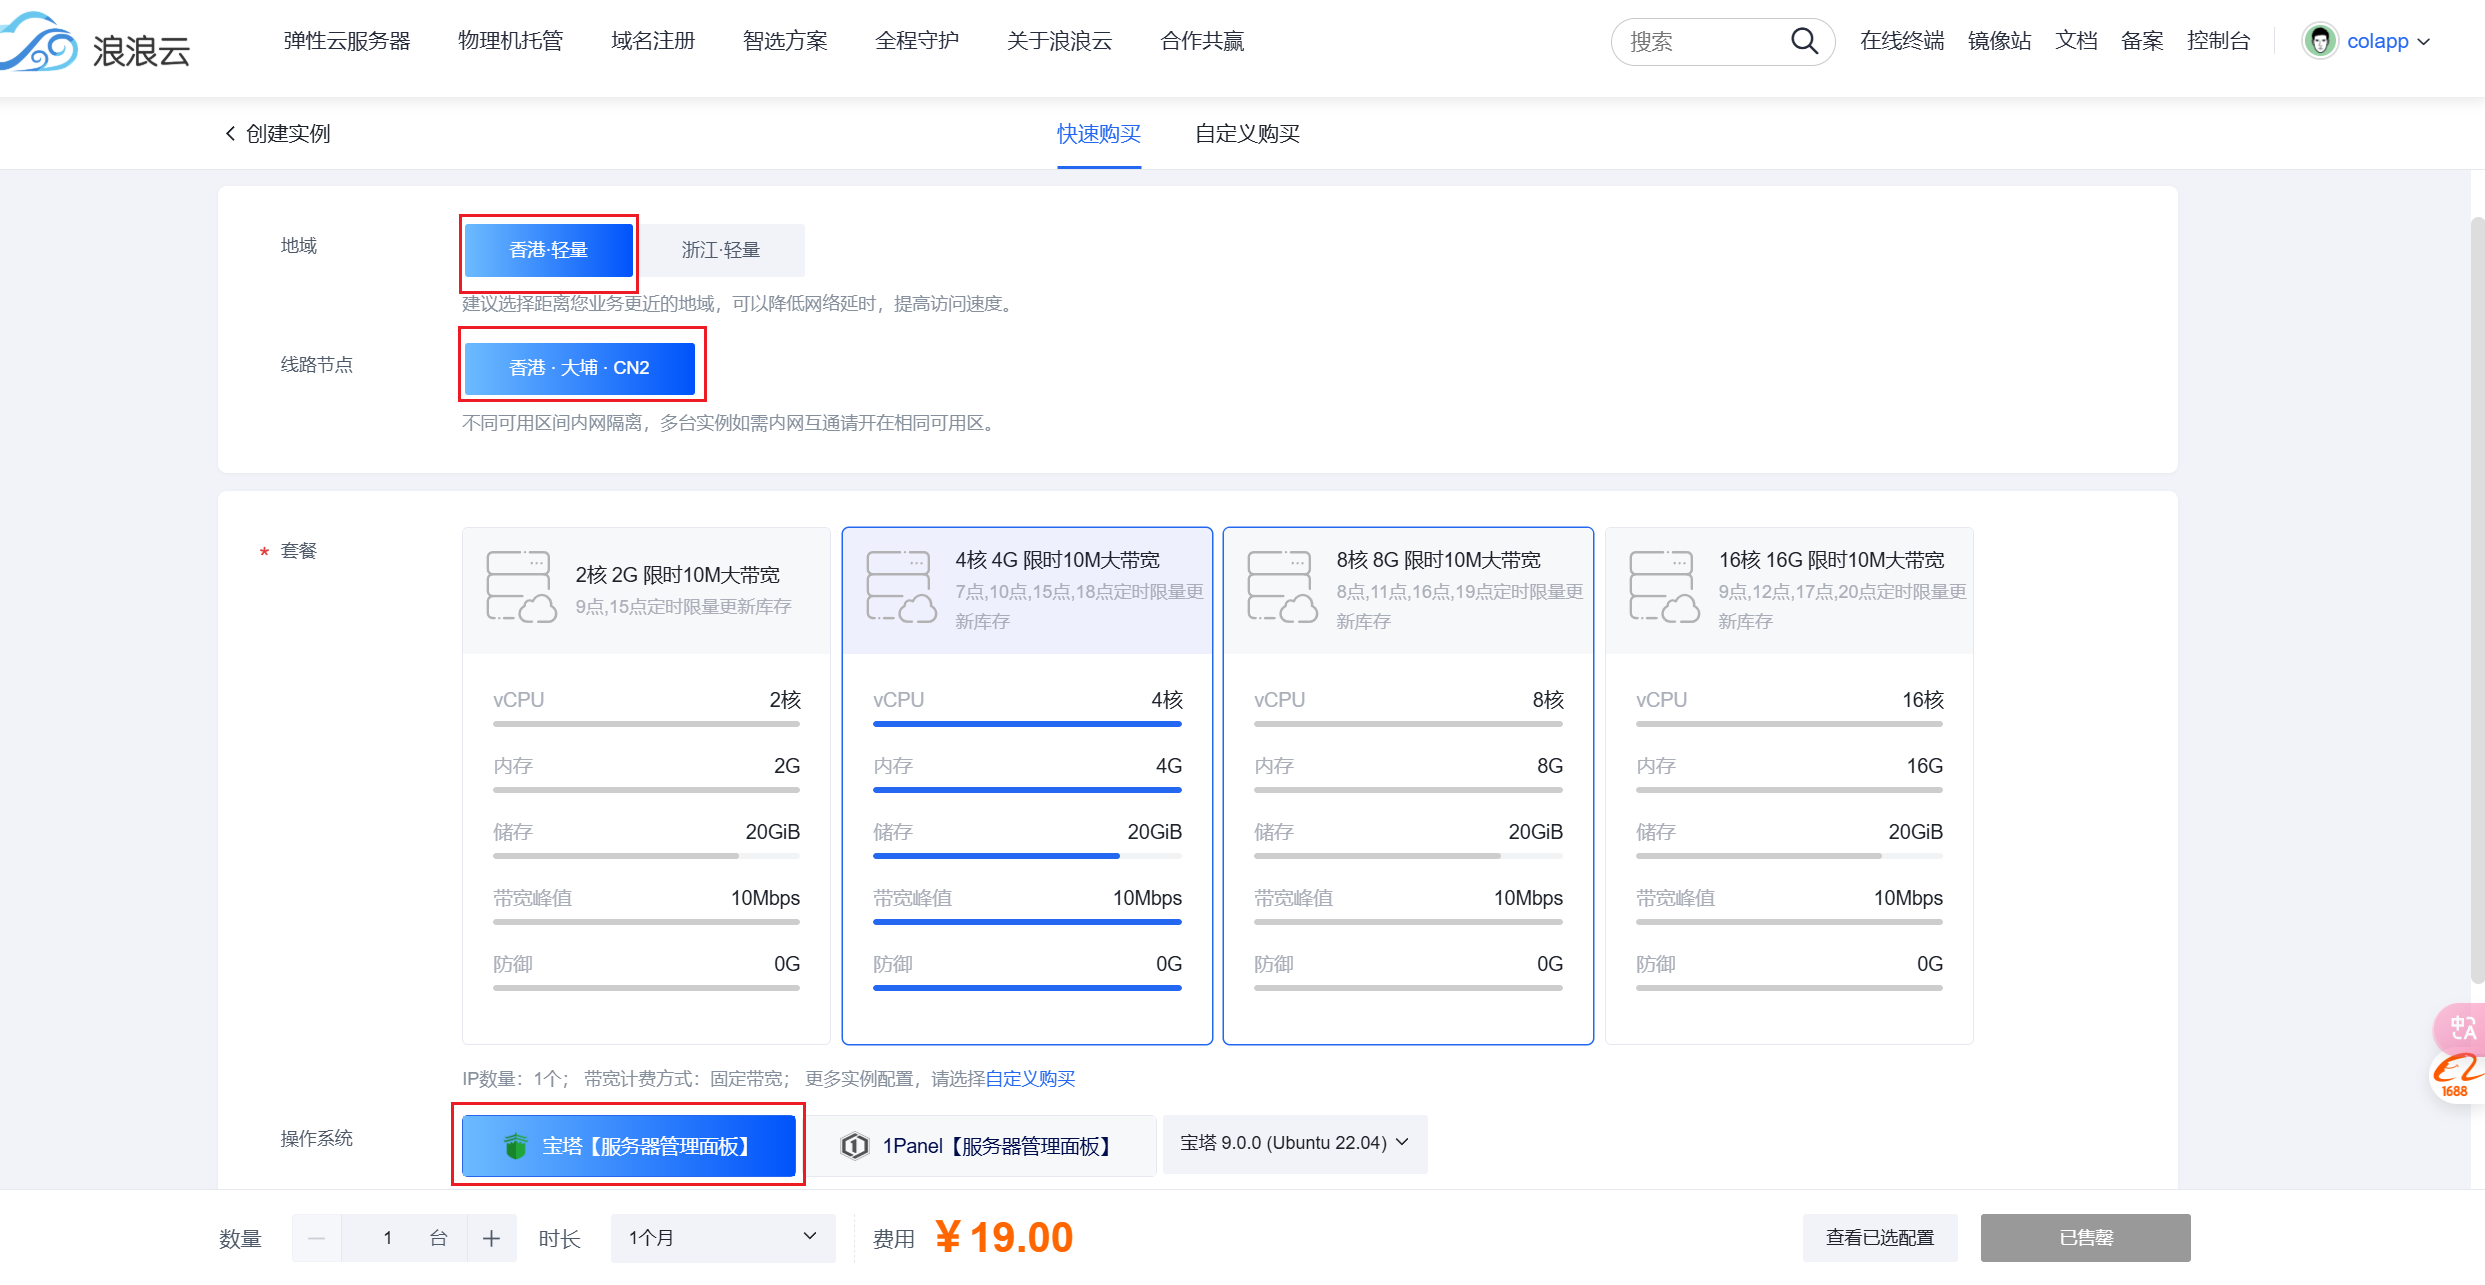 浪浪云
弹性云服务器 物理机托管 域名注册 智选方案 全程守护 关于浪浪云 合作共赢
搜索
在线终端 镜像站 文档 备案 控制台
colapp
创建实例
快速购买 自定义购买
地域
香港·轻量 浙江·轻量
建议选择距离您业务更近的地域，可以降低网络延时，提高访问速度。
线路节点
香港 · 大埔 · CN2
不同可用区间内网隔离，多台实例如需内网互通请开在相同可用区。
* 套餐
2核 2G 限时10M大带宽
9点,15点定时限量更新库存
vCPU 2核
内存 2G
储存 20GiB
带宽峰值 10Mbps
防御 0G
4核 4G 限时10M大带宽
7点,10点,15点,18点定时限量更
新库存
vCPU 4核
内存 4G
储存 20GiB
带宽峰值 10Mbps
防御 0G
8核 8G 限时10M大带宽
8点,11点,16点,19点定时限量更
新库存
vCPU 8核
内存 8G
储存 20GiB
带宽峰值 10Mbps
防御 0G
16核 16G 限时10M大带宽
9点,12点,17点,20点定时限量更
新库存
vCPU 16核
内存 16G
储存 20GiB
带宽峰值 10Mbps
防御 0G
IP数量：1个； 带宽计费方式：固定带宽； 更多实例配置，请选择自定义购买
操作系统
宝塔【服务器管理面板】
1Panel【服务器管理面板】
宝塔 9.0.0 (Ubuntu 22.04)
中A
1688
数量 — 1 台 + 时长 1个月 费用 ¥ 19.00
查看已选配置 已售罄